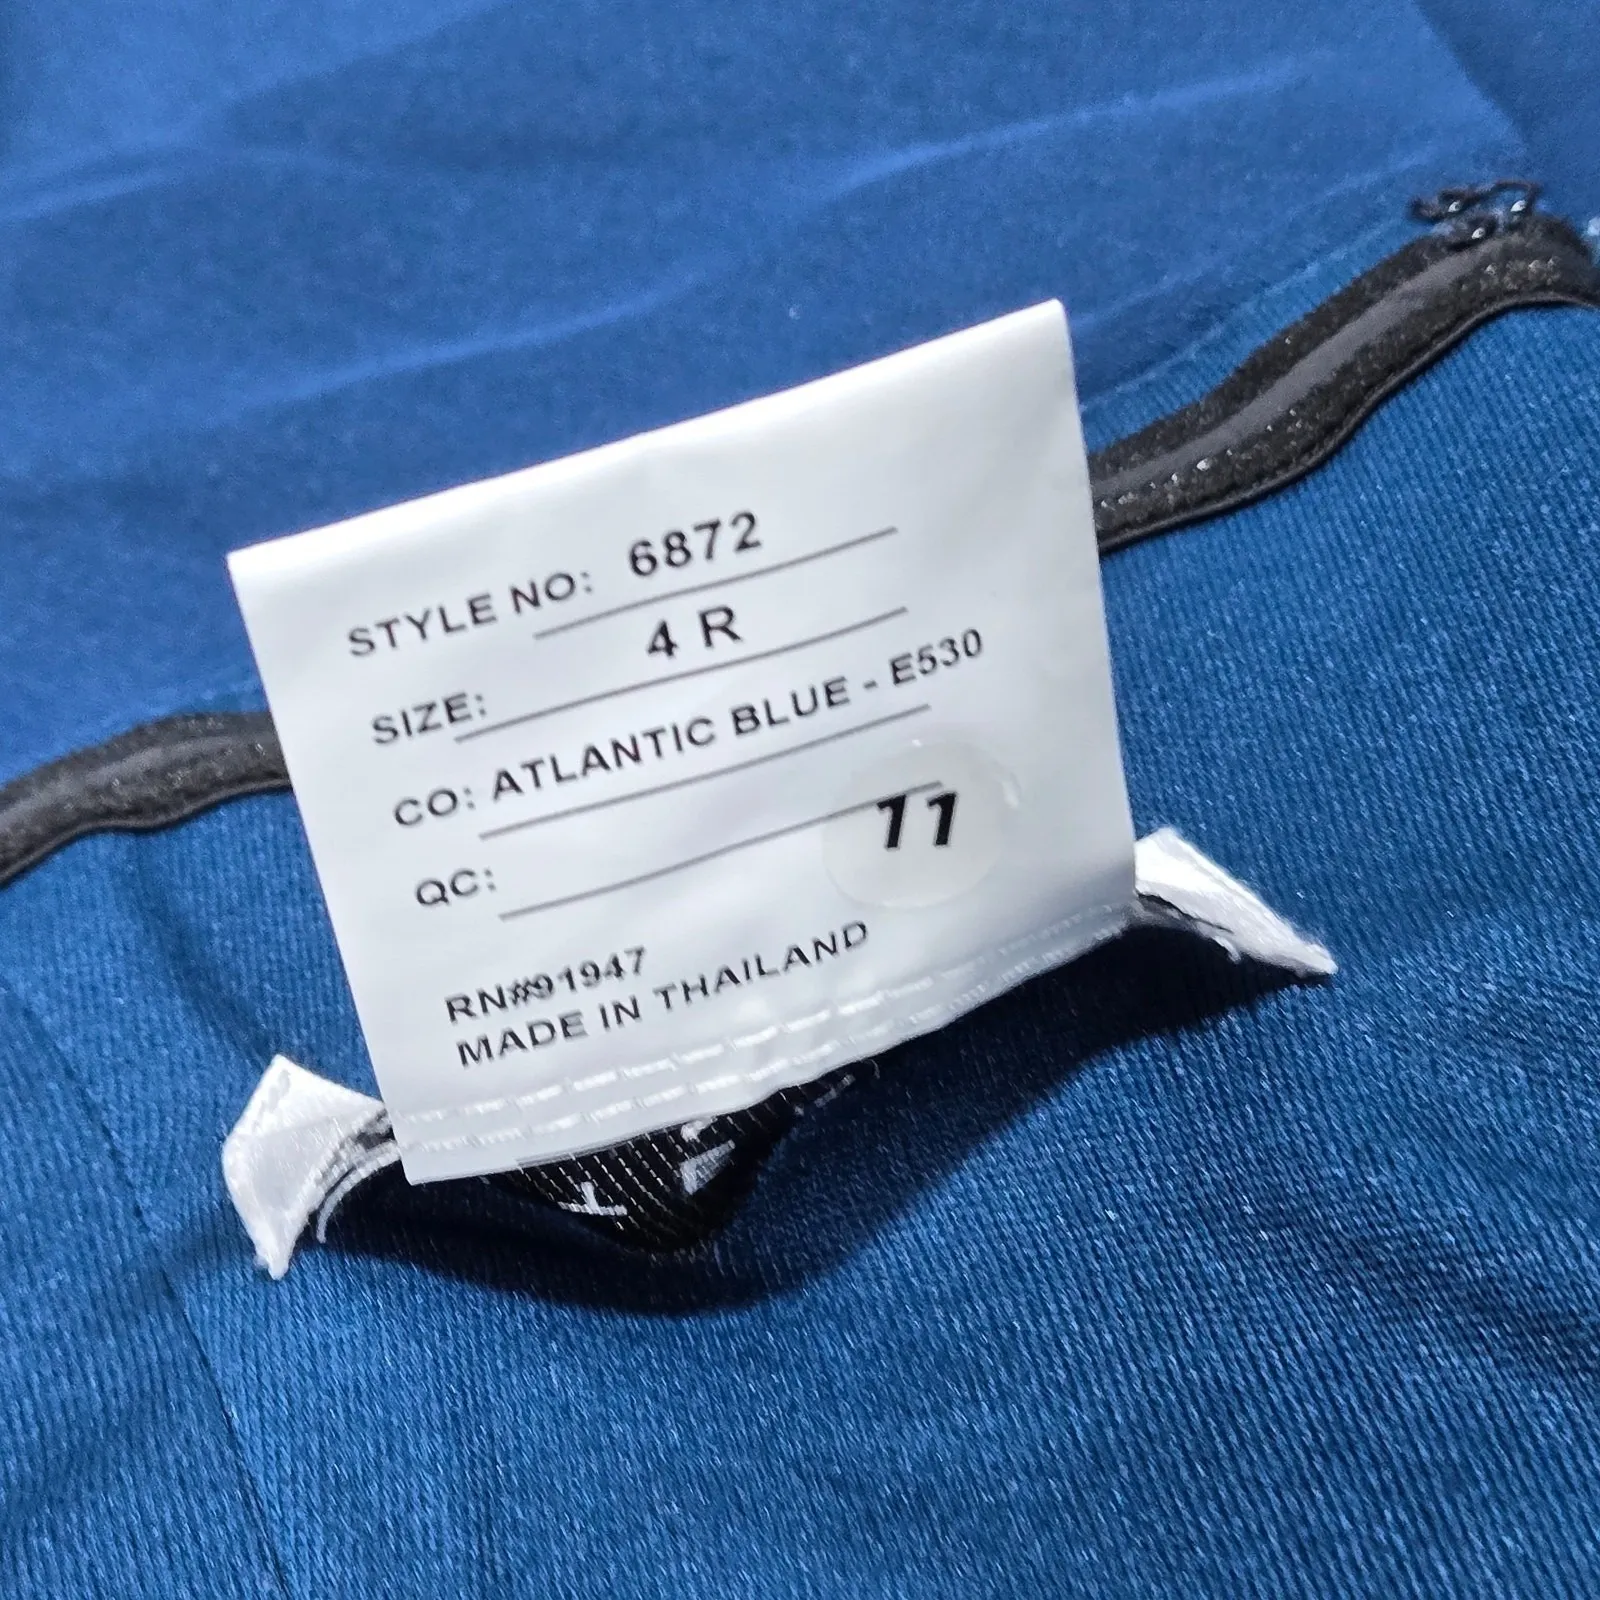 STYLE NO: 6872
SIZE: 4 R
CO: ATLANTIC BLUE - E530
QC:
11
RN#91947
MADE IN THAILAND